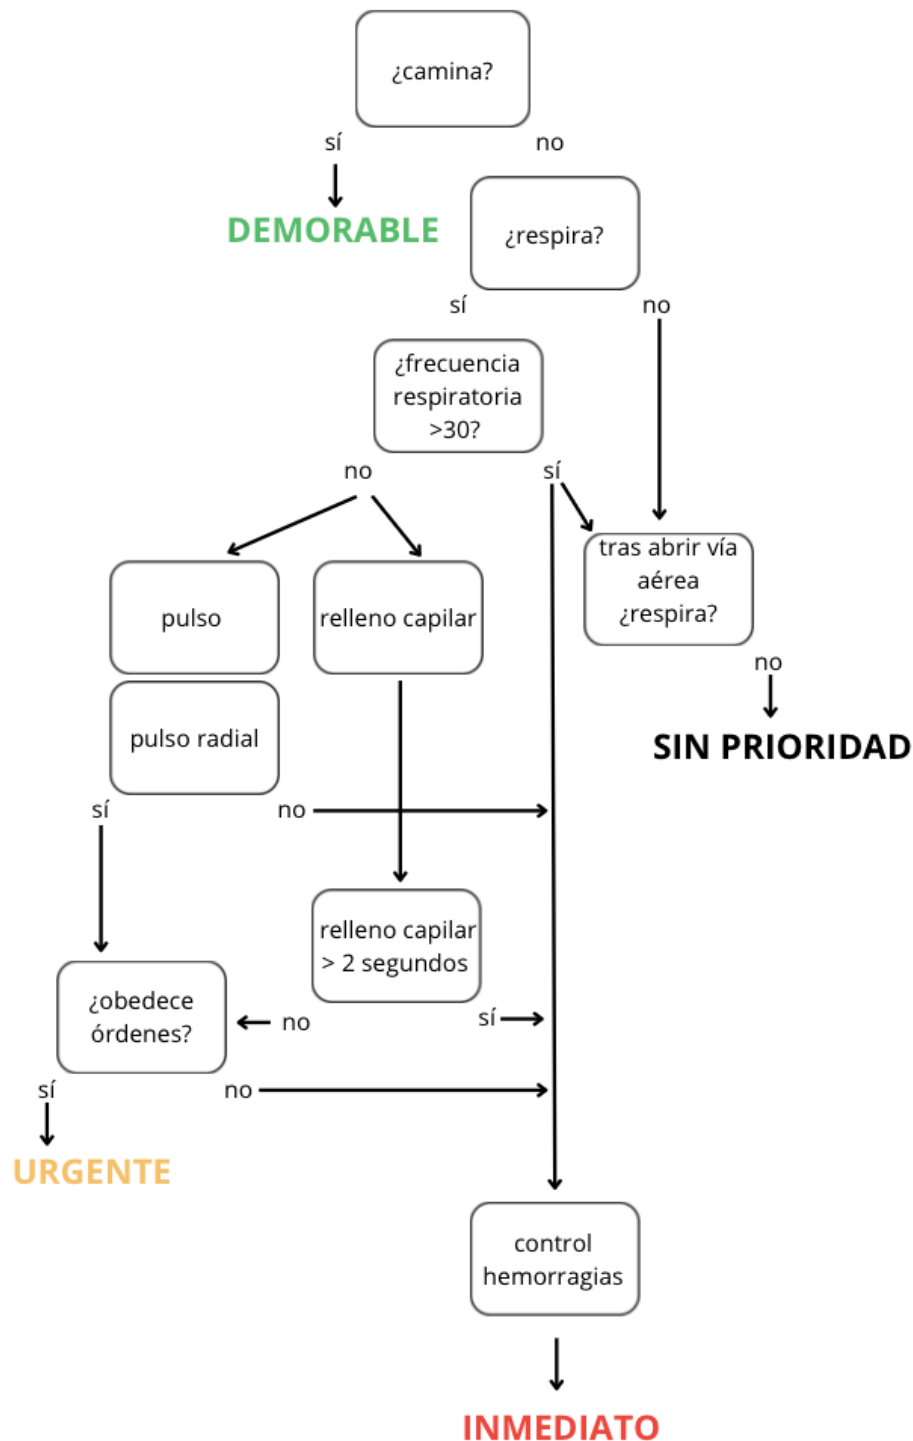 ¿camina?
sí
no
DEMORABLE
¿respira?
sí
no
¿frecuencia
respiratoria
>30?
no
sí
tras abrir vía
aérea
¿respira?
pulso
relleno capilar
no
SIN PRIORIDAD
pulso radial
sí
no
relleno capilar
> 2 segundos
¿obedece
órdenes?
no
sí
sí
no
URGENTE
control
hemorragias
INMEDIATO